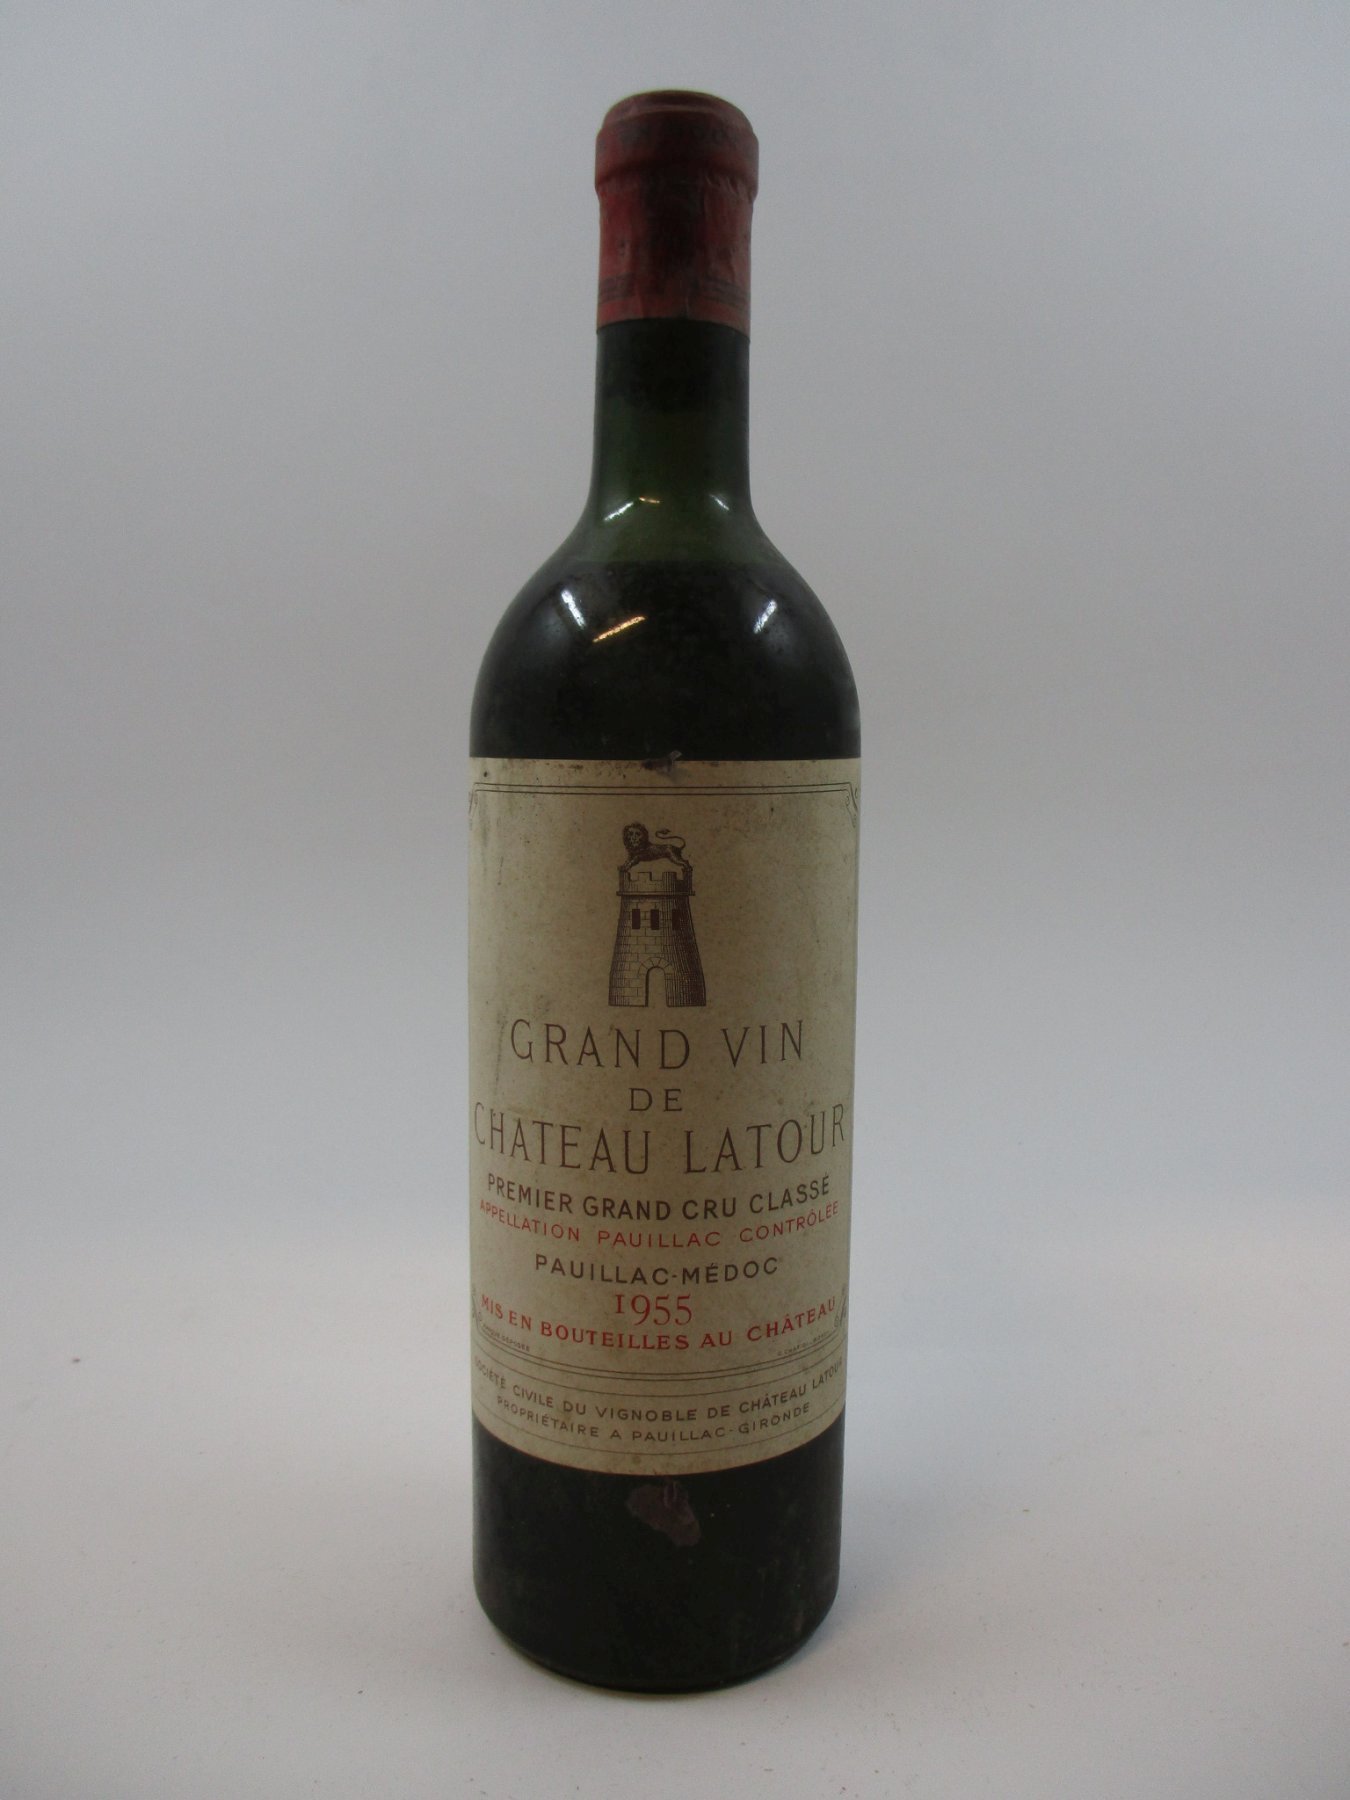 GRAND VIN
DE
CHATEAU LATOUR
PREMIER GRAND CRU CLASSÉ
APPELLATION PAUILLAC CONTRÔLÉE
PAUILLAC-MÉDOC
1955
MIS EN BOUTEILLES AU CHÂTEAU
DÉPOSÉE
SOCIÉTÉ CIVILE DU VIGNOBLE DE CHÂTEAU LATOUR
PROPRIÉTAIRE A PAUILLAC-GIRONDE